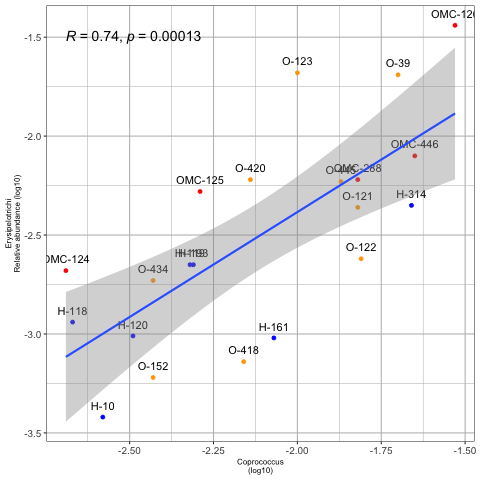 OMC-126
R = 0.74, p = 0.00013
O-123
O-39
OMC-446
O-420
OMC-288
OMC-125
H-314
O-121
O-122
OMC-124
O-434
H-118
H-120
H-161
O-418
O-152
H-10
-1.5
-2.0
-2.5
-3.0
-3.5
Erysipelotrichi
Relative abundance (log10)
-2.50
-2.25
-2.00
-1.75
-1.50
Coprococcus
(log10)